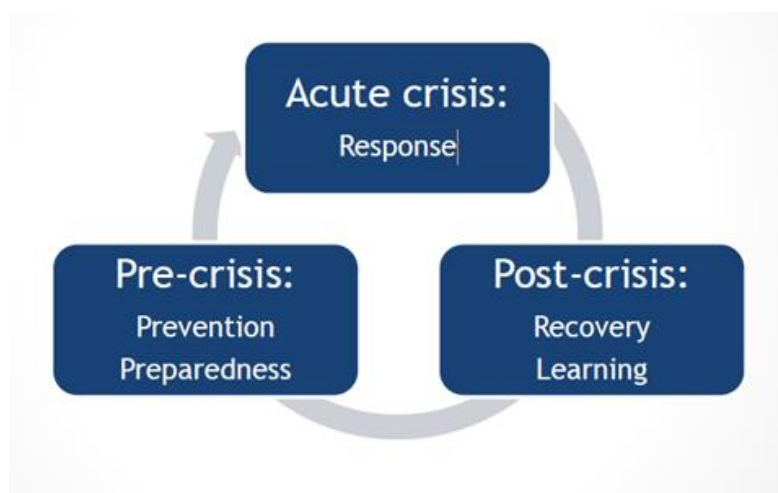 Acute crisis:
Response
Pre-crisis:
Prevention
Preparedness
Post-crisis:
Recovery
Learning